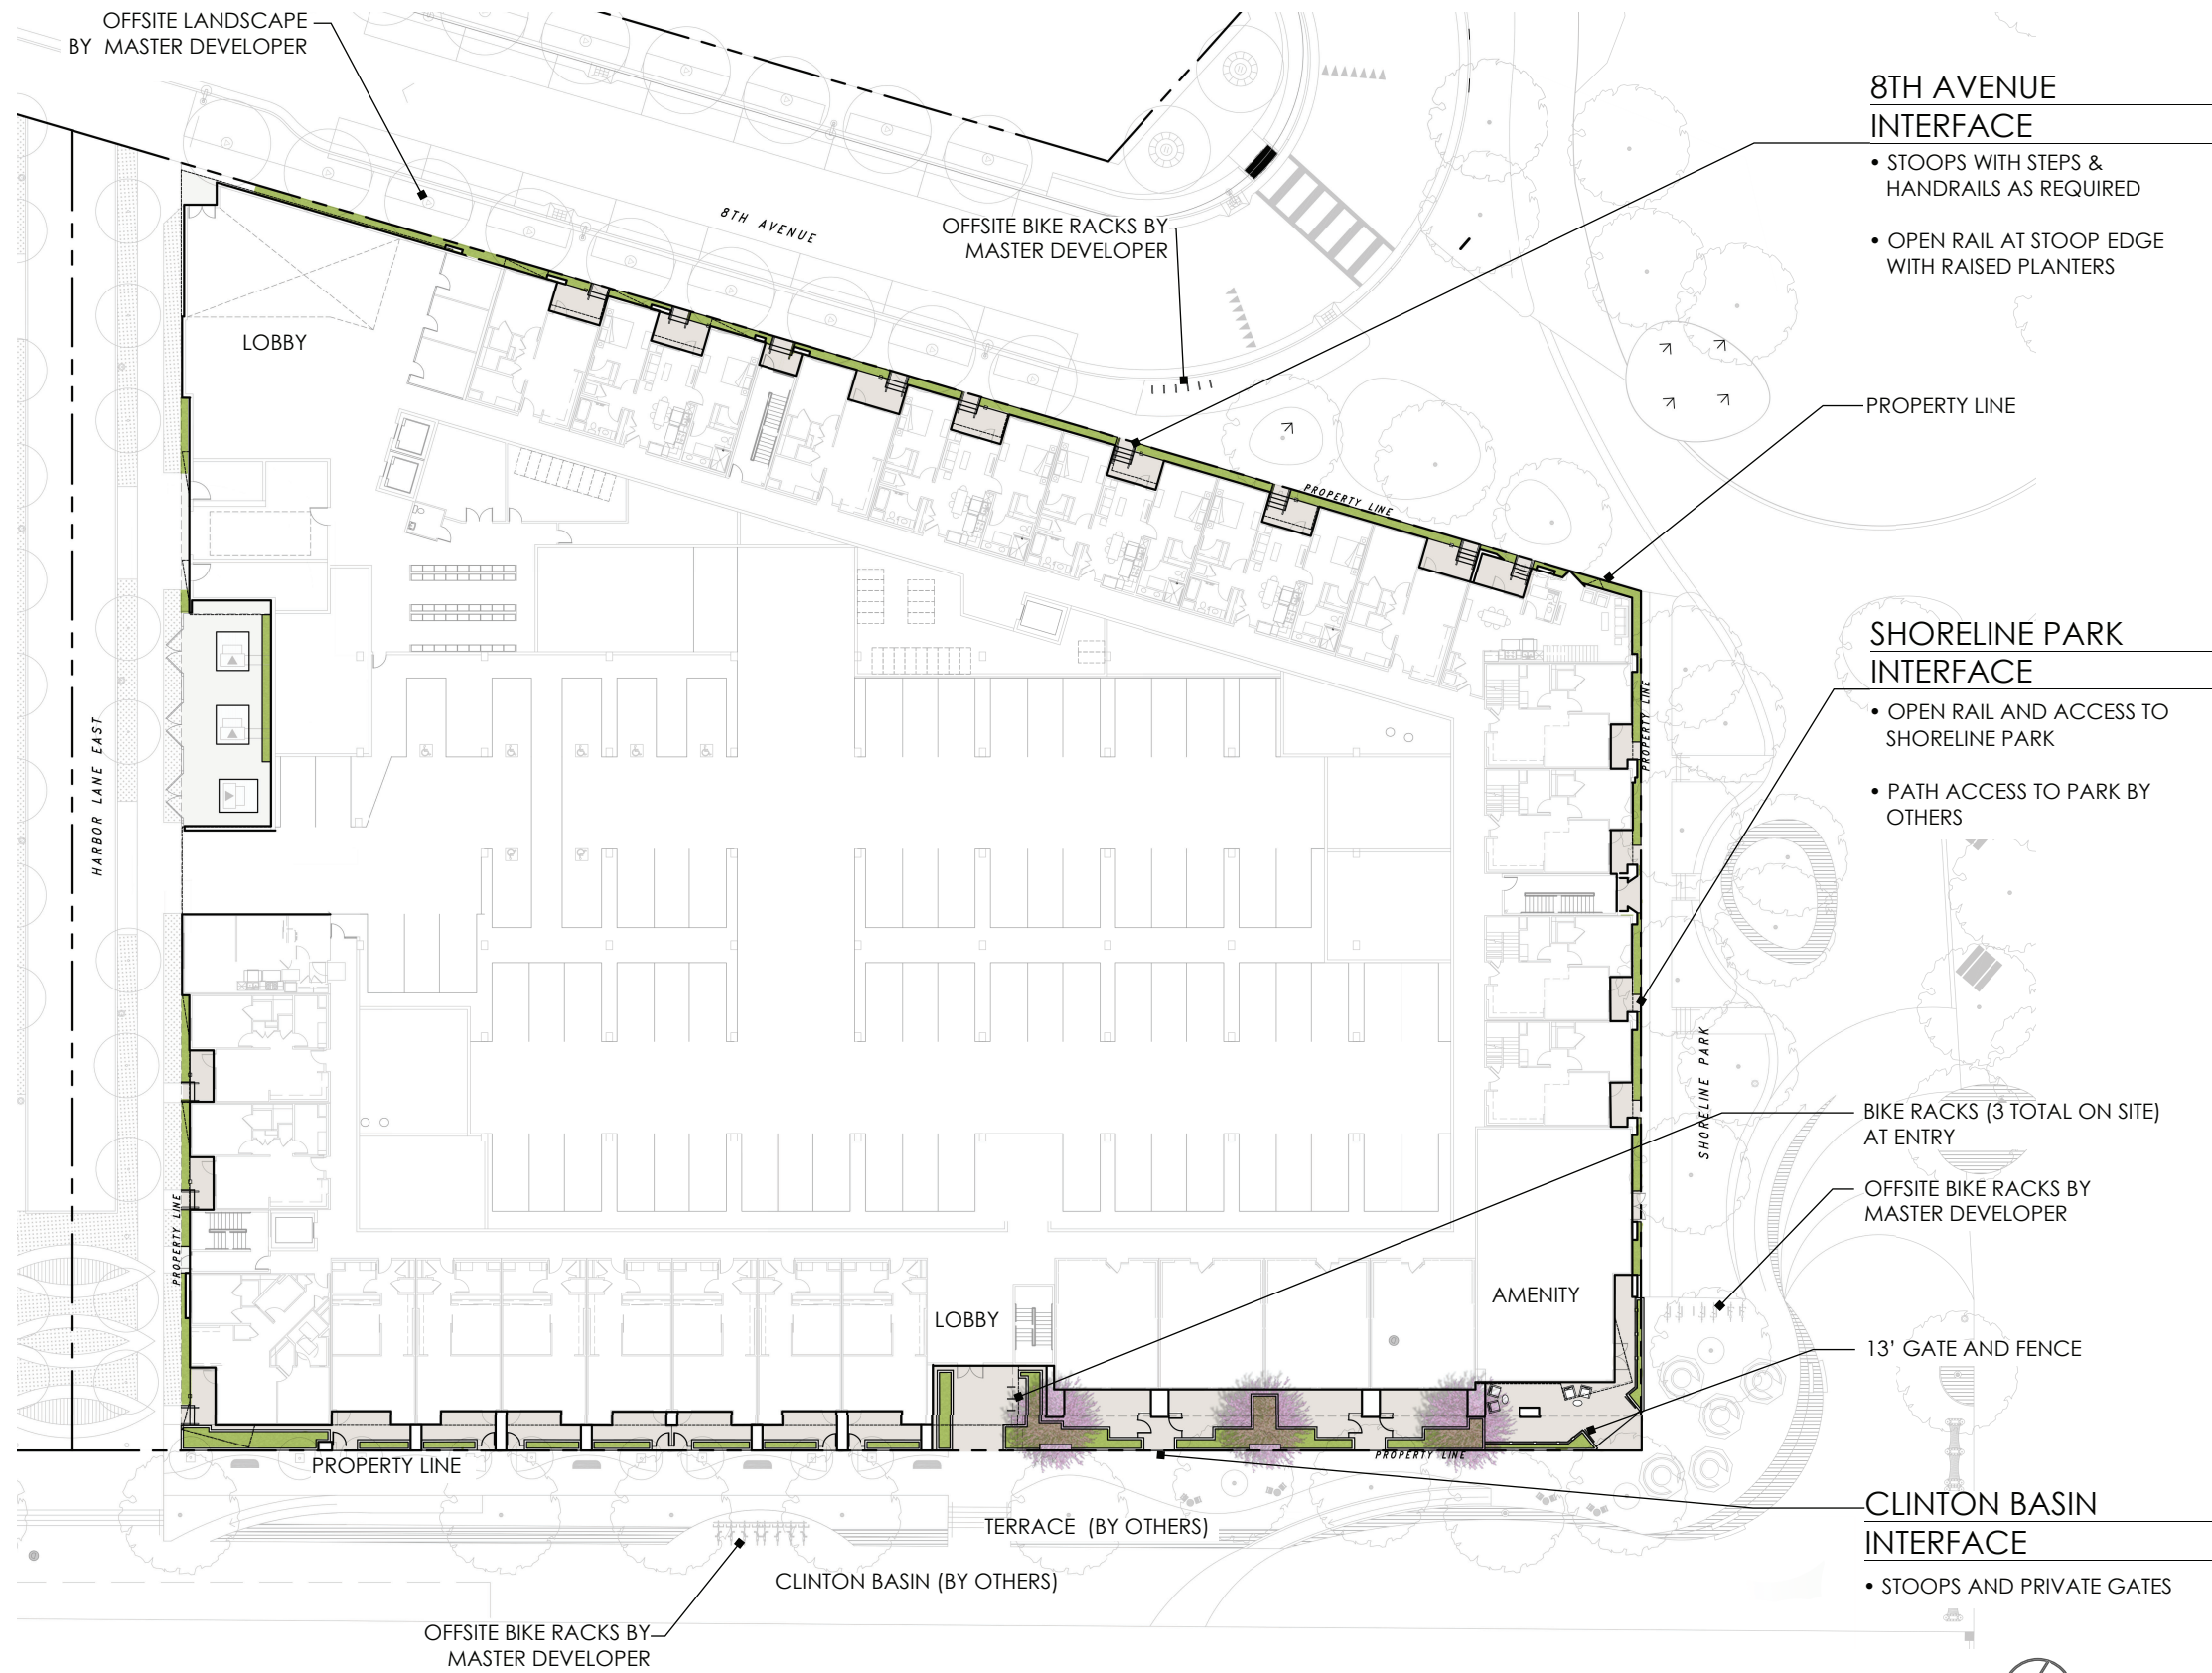 OFFSITE LANDSCAPE
BY MASTER DEVELOPER
8TH AVENUE
OFFSITE BIKE RACKS BY
MASTER DEVELOPER
8TH AVENUE
INTERFACE
• STOOPS WITH STEPS &
HANDRAILS AS REQUIRED
• OPEN RAIL AT STOOP EDGE
WITH RAISED PLANTERS
LOBBY
PROPERTY LINE
PROPERTY LINE
SHORELINE PARK
INTERFACE
• OPEN RAIL AND ACCESS TO
SHORELINE PARK
• PATH ACCESS TO PARK BY
OTHERS
PROPERTY LINE
HARBOR LANE EAST
SHORELINE PARK
BIKE RACKS (3 TOTAL ON SITE)
AT ENTRY
OFFSITE BIKE RACKS BY
MASTER DEVELOPER
PROPERTY LINE
AMENITY
LOBBY
13' GATE AND FENCE
PROPERTY LINE
PROPERTY LINE
CLINTON BASIN
INTERFACE
• STOOPS AND PRIVATE GATES
TERRACE (BY OTHERS)
CLINTON BASIN (BY OTHERS)
OFFSITE BIKE RACKS BY
MASTER DEVELOPER